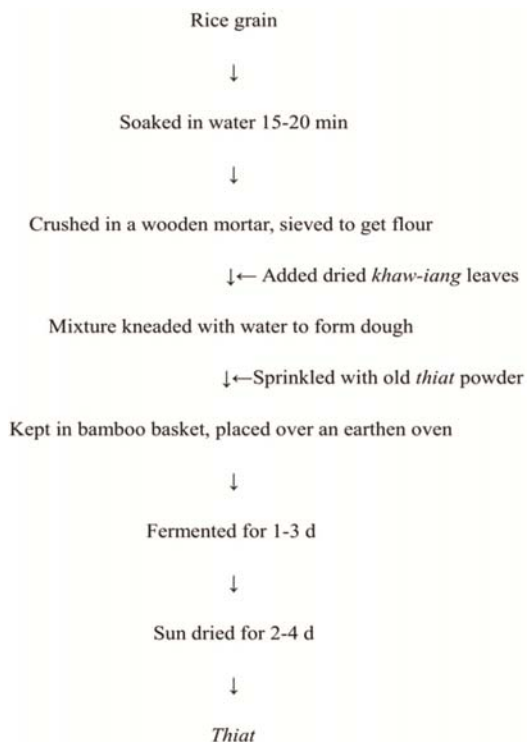 Rice grain
↓
Soaked in water 15-20 min
↓
Crushed in a wooden mortar, sieved to get flour
↓← Added dried khaw-iang leaves
Mixture kneaded with water to form dough
↓←Sprinkled with old thiat powder
Kept in bamboo basket, placed over an earthen oven
↓
Fermented for 1-3 d
↓
Sun dried for 2-4 d
↓
Thiat